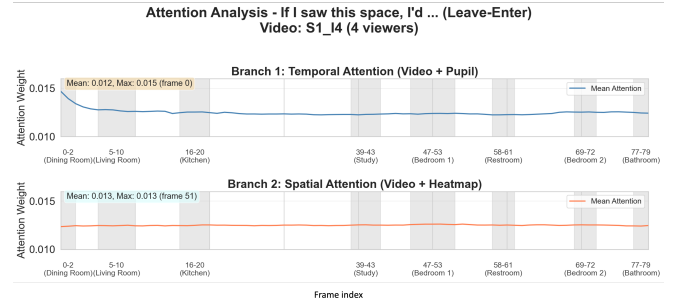 Attention Analysis - If I saw this space, I'd ... (Leave-Enter)
Video: S1_I4 (4 viewers)
Branch 1: Temporal Attention (Video + Pupil)
Mean: 0.012, Max: 0.015 (frame 0)
Mean Attention
Attention Weight
0.015
0.010
0-2 5-10 16-20 39-43 47-53 58-61 69-72 77-79
(Dining Room) (Living Room) (Kitchen) (Study) (Bedroom 1) (Restroom) (Bedroom 2) (Bathroom)
Branch 2: Spatial Attention (Video + Heatmap)
Mean: 0.013, Max: 0.013 (frame 51)
Mean Attention
Attention Weight
0.015
0.010
0-2 5-10 16-20 39-43 47-53 58-61 69-72 77-79
(Dining Room) (Living Room) (Kitchen) (Study) (Bedroom 1) (Restroom) (Bedroom 2) (Bathroom)
Frame index